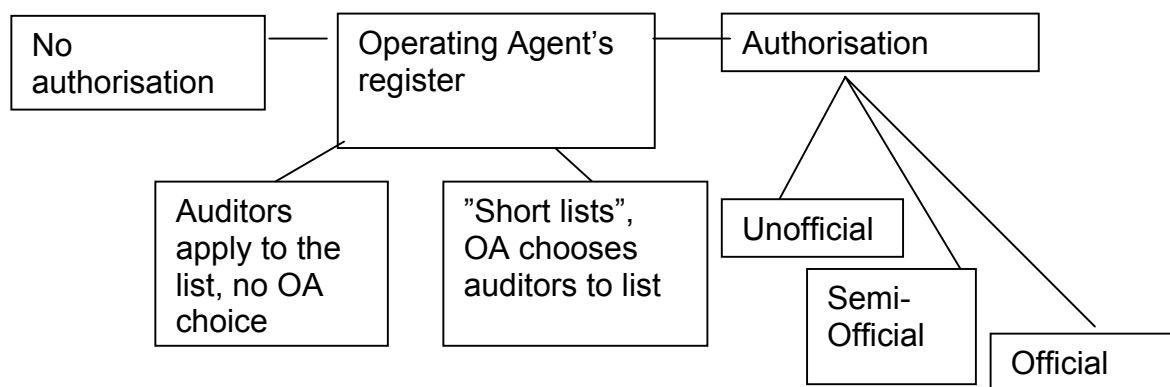 No
authorisation
Operating Agent's
register
Authorisation
Auditors
apply to the
list, no OA
choice
”Short lists”,
OA chooses
auditors to list
Unofficial
Semi-
Official
Official